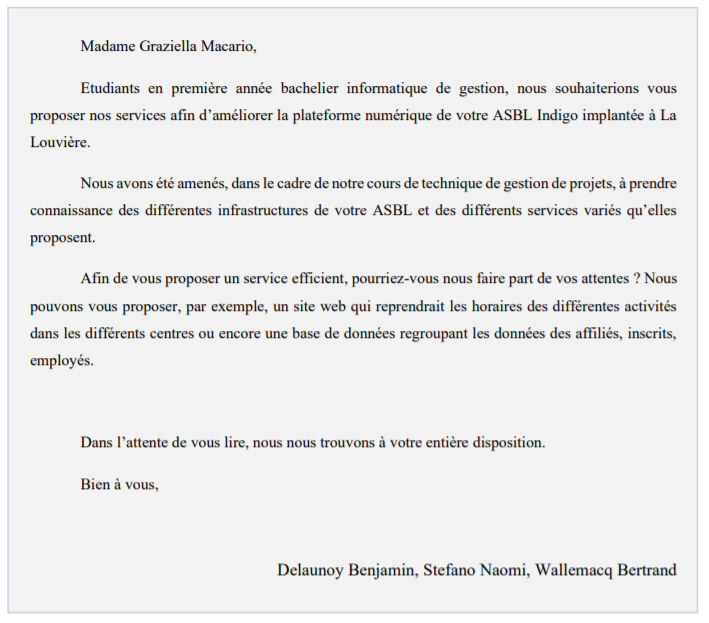 Madame Graziella Macario,
Etudiants en première année bachelier informatique de gestion, nous souhaiterions vous
proposer nos services afin d’améliorer la plateforme numérique de votre ASBL Indigo implantée à La
Louvière.
Nous avons été amenés, dans le cadre de notre cours de technique de gestion de projets, à prendre
connaissance des différentes infrastructures de votre ASBL et des différents services variés qu’elles
proposent.
Afin de vous proposer un service efficient, pourriez-vous nous faire part de vos attentes ? Nous
pouvons vous proposer, par exemple, un site web qui reprendrait les horaires des différentes activités
dans les différents centres ou encore une base de données regroupant les données des affiliés, inscrits,
employés.
Dans l’attente de vous lire, nous nous trouvons à votre entière disposition.
Bien à vous,
Delaunoy Benjamin, Stefano Naomi, Wallemacq Bertrand